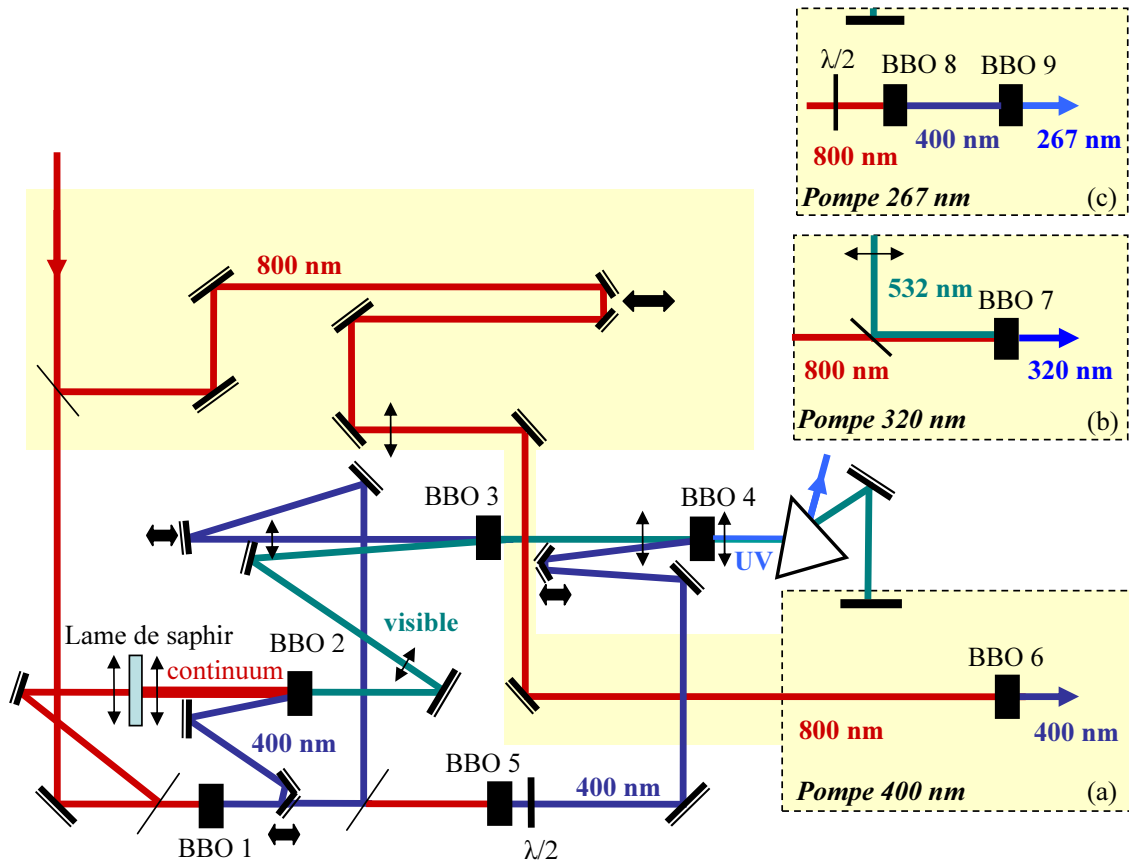 λ/2
BBO 8
BBO 9
800 nm
400 nm
267 nm
Pompe 267 nm
(c)
532 nm
BBO 7
800 nm
320 nm
Pompe 320 nm
(b)
800 nm
BBO 3
BBO 4
UV
visible
Lame de saphir
continuum
BBO 2
400 nm
BBO 1
BBO 5
400 nm
λ/2
BBO 6
800 nm
400 nm
Pompe 400 nm
(a)